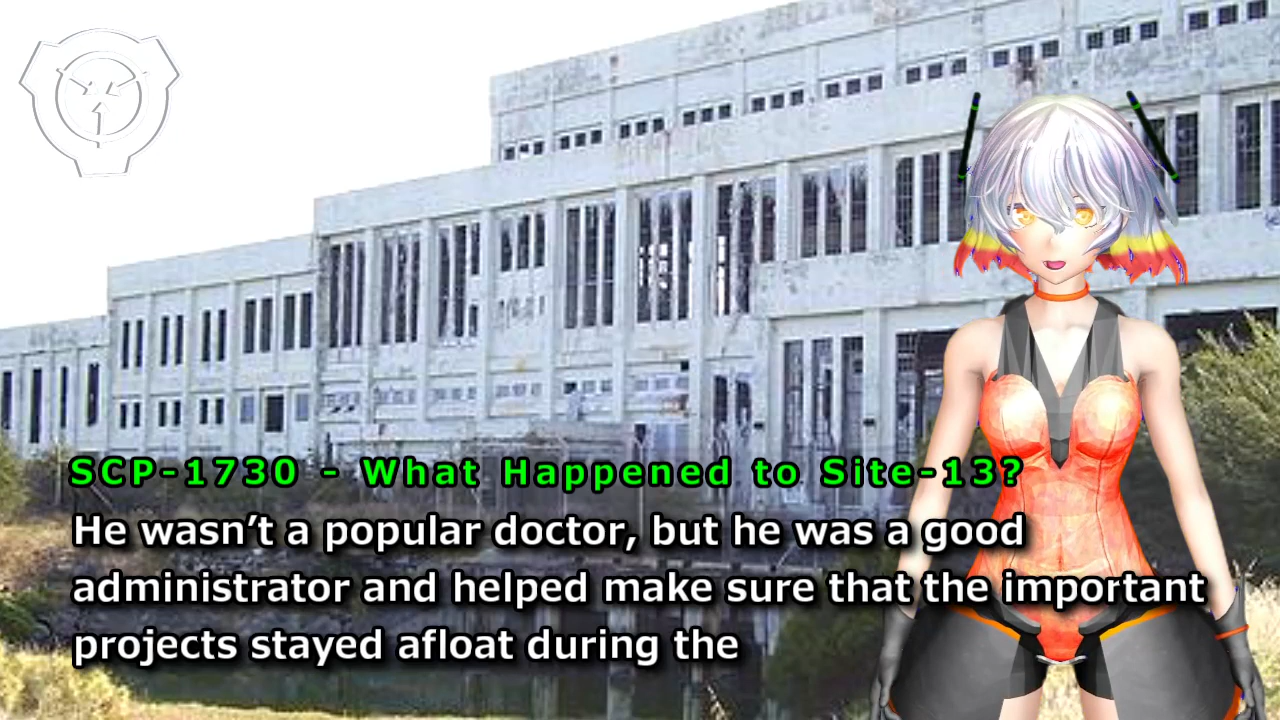 SCP-1730 - What Happened to Site-13?
He wasn’t a popular doctor, but he was a good
administrator and helped make sure that the important
projects stayed afloat during the